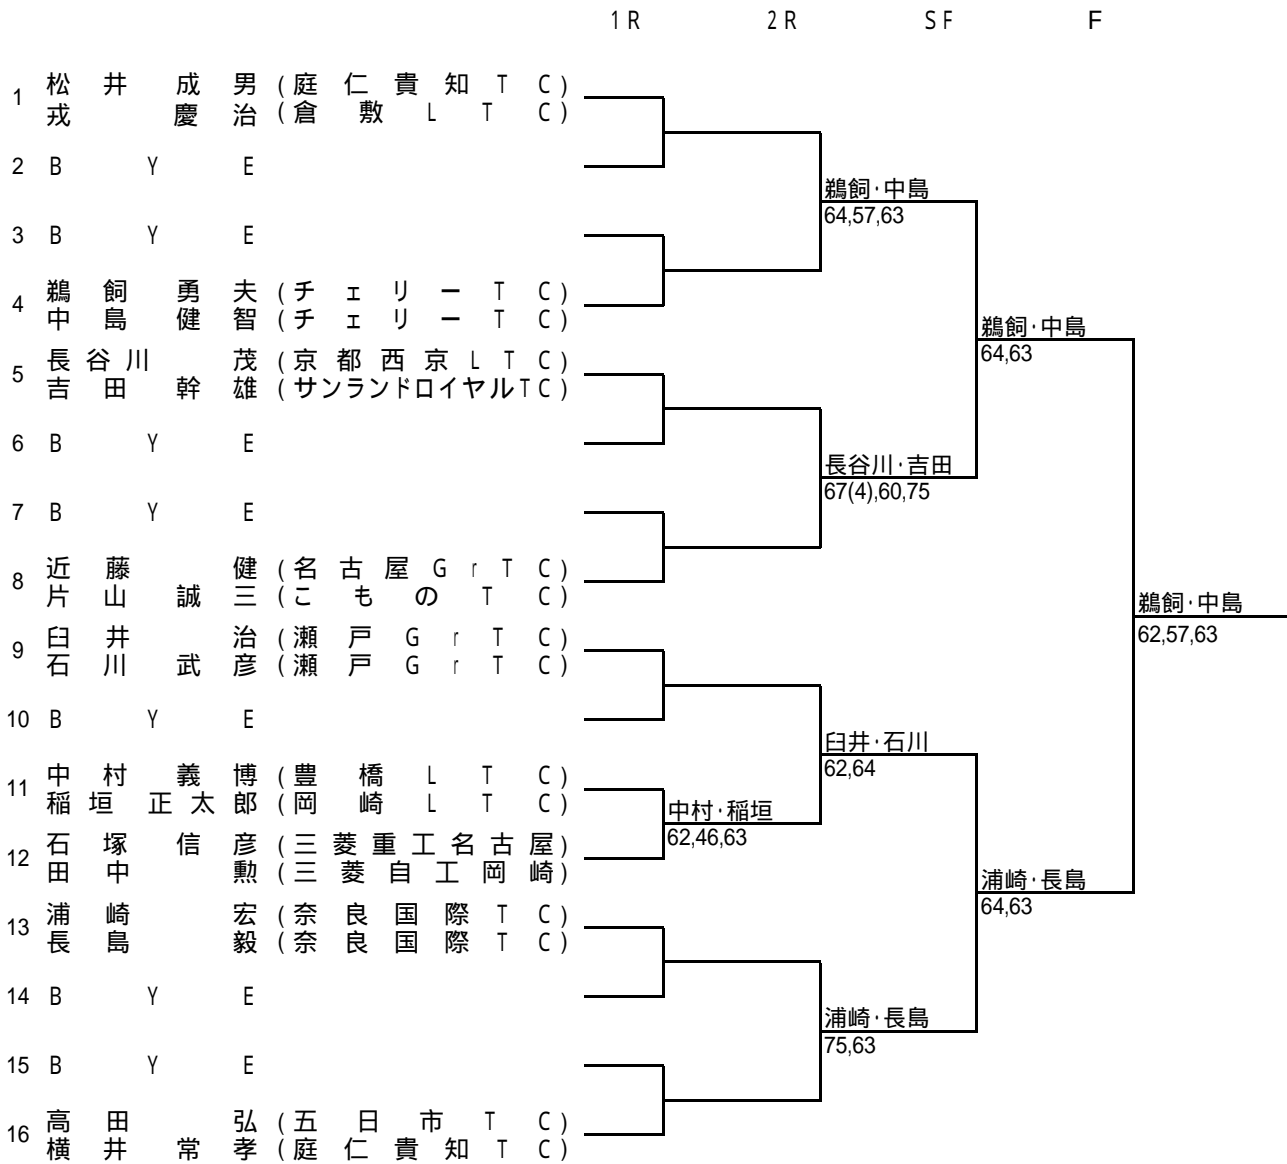 1R 2R SF F
1 松井 成男 (庭仁貴知TC)
戎 慶治 (倉敷LTC)
2 BYE
鵜飼・中島
64,57,63
3 BYE
4 鵜飼 勇夫 (チェリーTC)
中島 健智 (チェリーTC)
鵜飼・中島
64,63
5 長谷川 茂 (京都西京LTC)
吉田 幹雄 (サンランドロイヤルTC)
6 BYE
長谷川・吉田
67(4),60,75
7 BYE
8 近藤 健 (名古屋GrTC)
片山 誠三 (こものTC)
鵜飼・中島
62,57,63
9 臼井 治 (瀬戸GrTC)
石川 武彦 (瀬戸GrTC)
10 BYE
臼井・石川
62,64
11 中村 義博 (豊橋LTC)
稲垣 正太郎 (岡崎LTC)
中村・稲垣
62,46,63
12 石塚 信彦 (三菱重工名古屋)
田中 勲 (三菱自工岡崎)
浦崎・長島
64,63
13 浦崎 宏 (奈良国際TC)
長島 毅 (奈良国際TC)
14 BYE
浦崎・長島
75,63
15 BYE
16 高田 弘 (五日市TC)
横井 常孝 (庭仁貴知TC)